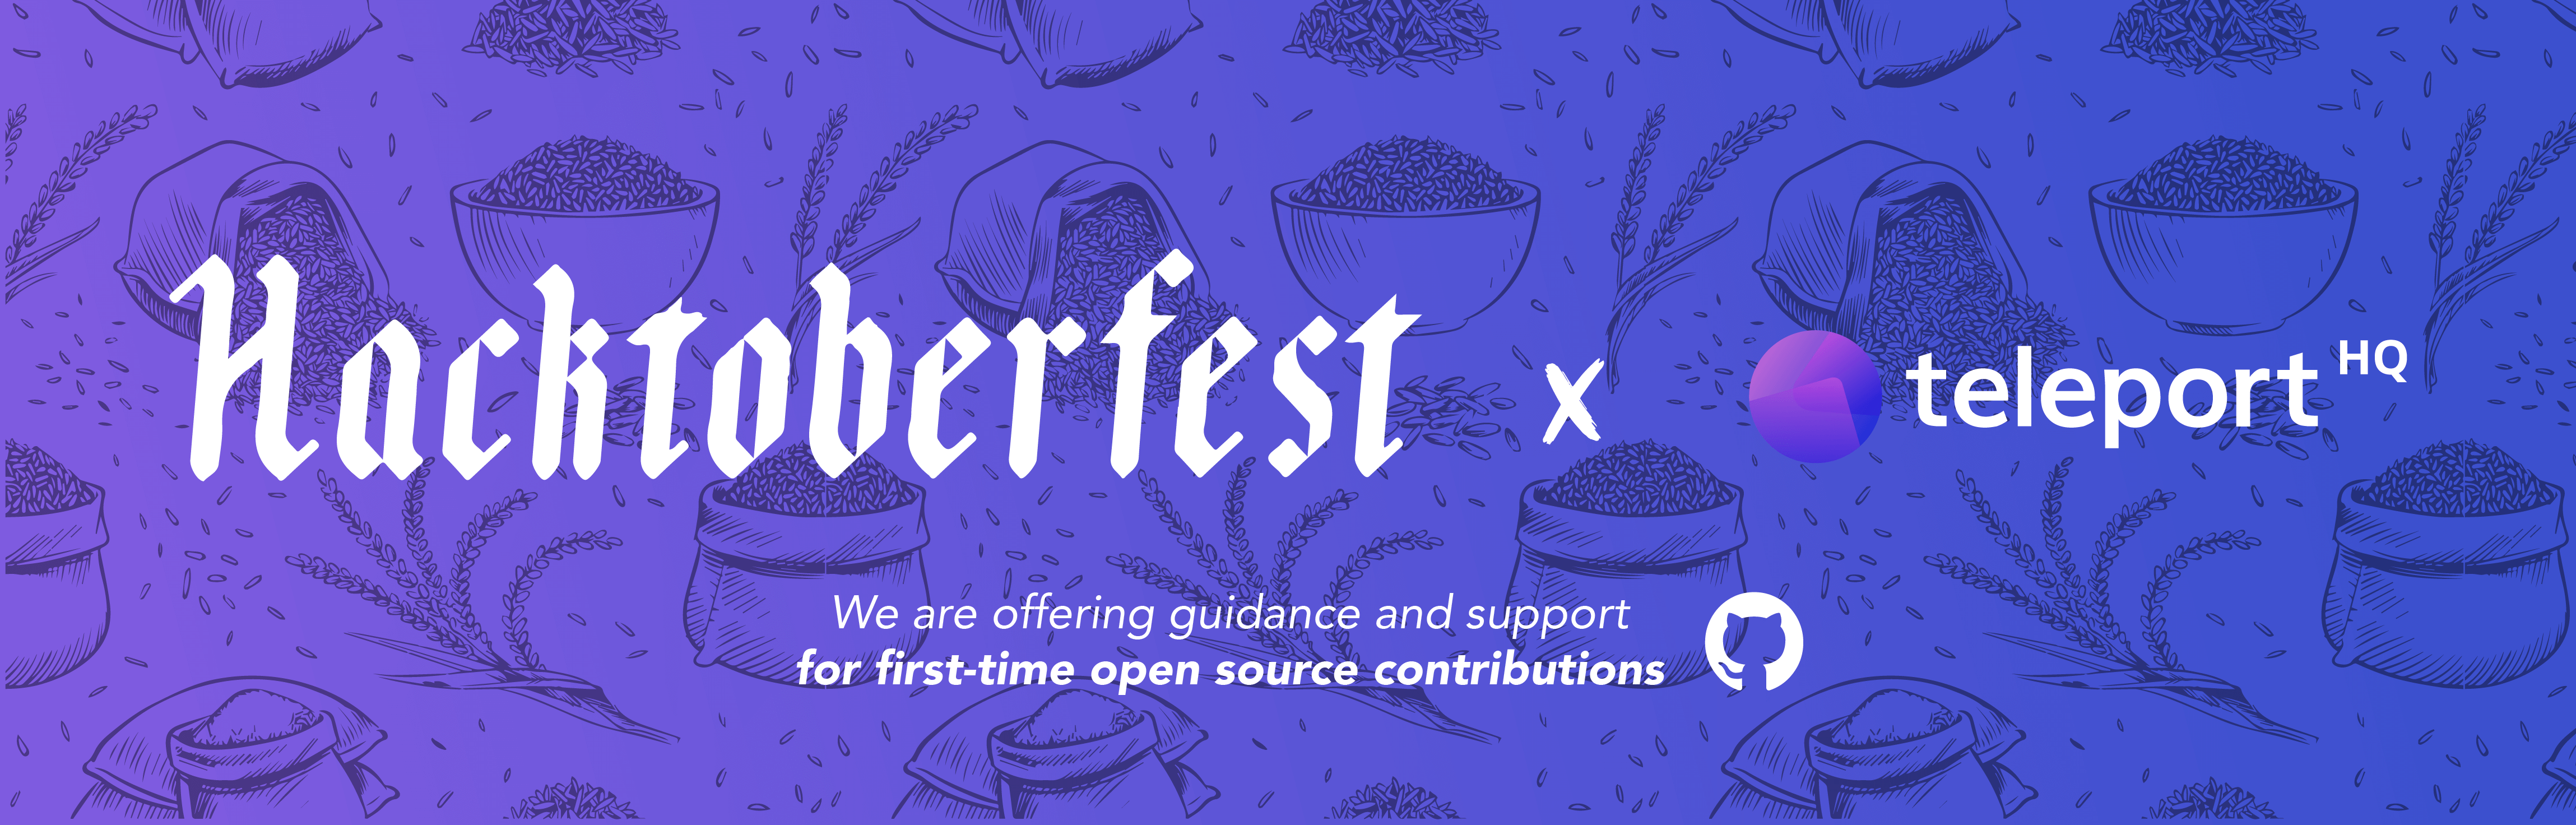 Hacktoberfest x teleport HQ
We are offering guidance and support
for first-time open source contributions